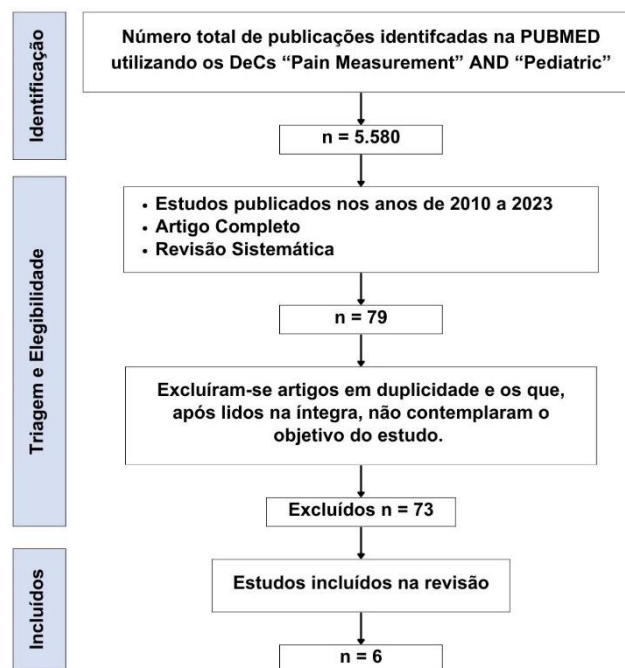 Identificação
Número total de publicações identifcadas na PUBMED
utilizando os DeCs “Pain Measurement” AND “Pediatric”
n = 5.580
Triagem e Elegibilidade
• Estudos publicados nos anos de 2010 a 2023
• Artigo Completo
• Revisão Sistemática
n = 79
Excluíram-se artigos em duplicidade e os que,
após lidos na íntegra, não contemplaram o
objetivo do estudo.
Excluídos n = 73
Incluídos
Estudos incluídos na revisão
n = 6